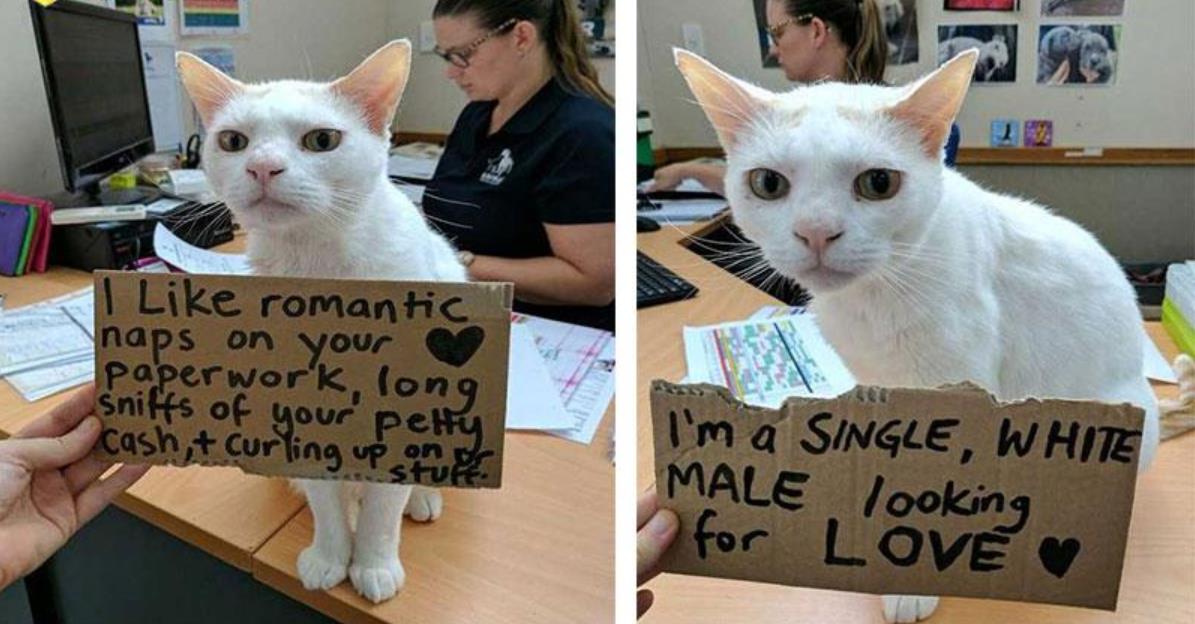 I Like romantic
naps on your ♥
paperwork, long
sniffs of your petty
cash, + curling up on ur
stuff.
I'm a SINGLE, WHITE
MALE looking
for LOVE ♥